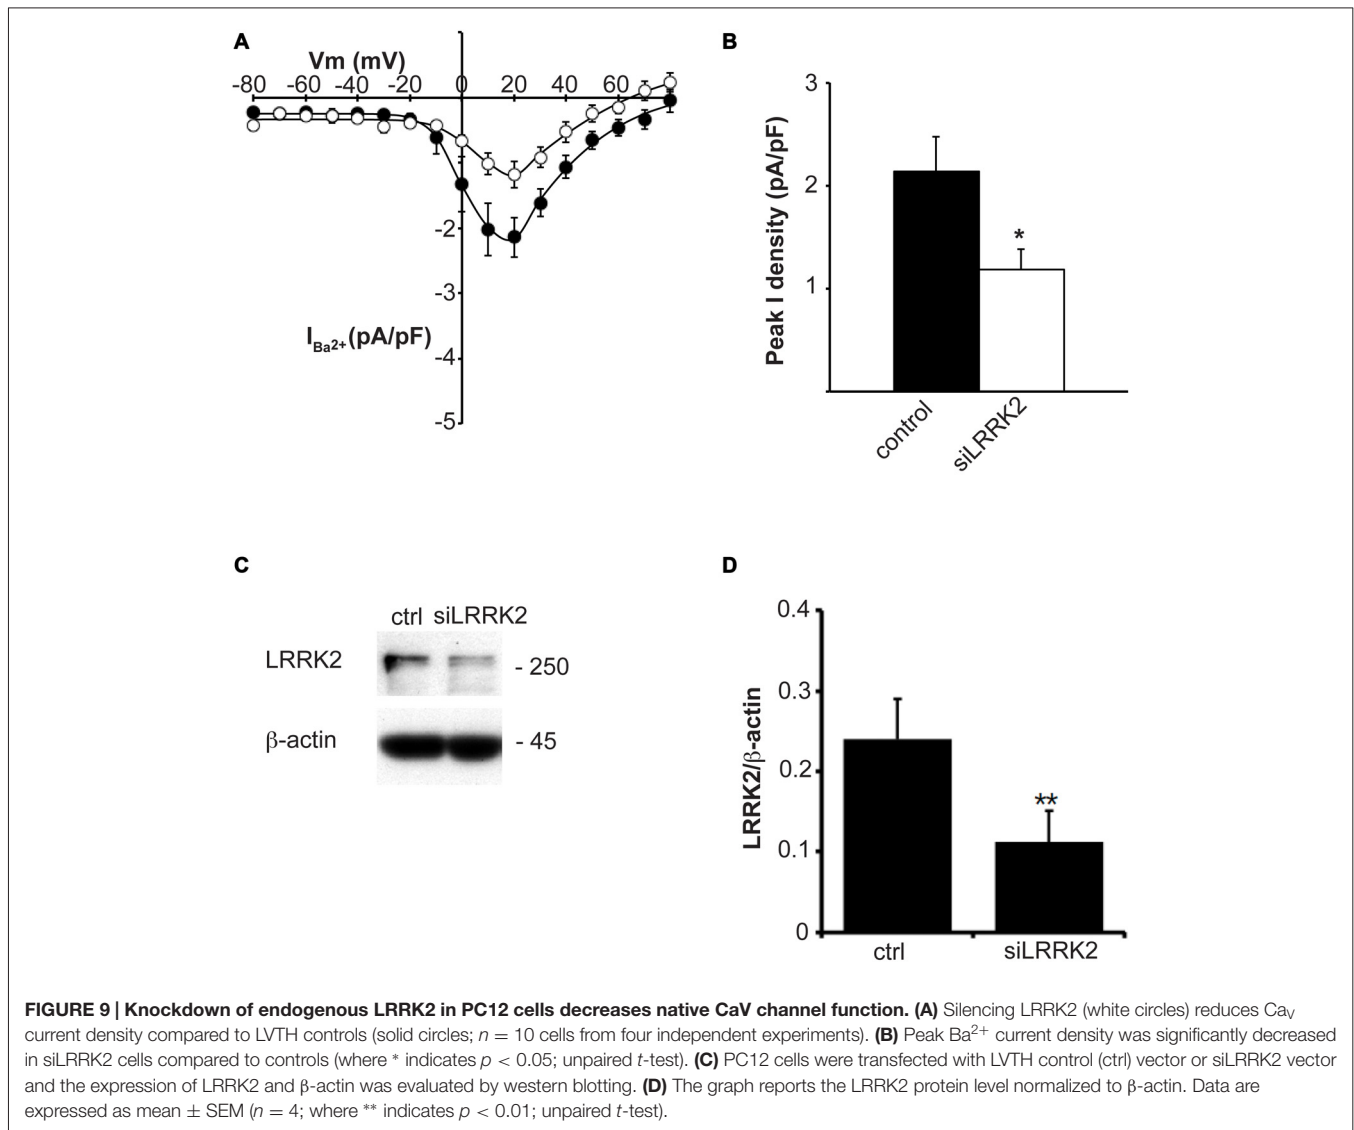 A
Vm (mV)
-80 -60 -40 -20 0 20 40 60
-2
-3
I Ba2+ (pA/pF)
-4
-5
B
Peak I density (pA/pF)
3
2
1
*
control
siLRRK2
C
ctrl siLRRK2
LRRK2
- 250
β-actin
- 45
D
LRRK2/β-actin
0.4
0.3
0.2
0.1
0
**
ctrl
siLRRK2
FIGURE 9 | Knockdown of endogenous LRRK2 in PC12 cells decreases native CaV channel function. (A) Silencing LRRK2 (white circles) reduces CaV
current density compared to LVTH controls (solid circles; n = 10 cells from four independent experiments). (B) Peak Ba2+ current density was significantly decreased
in siLRRK2 cells compared to controls (where * indicates p < 0.05; unpaired t-test). (C) PC12 cells were transfected with LVTH control (ctrl) vector or siLRRK2 vector
and the expression of LRRK2 and β-actin was evaluated by western blotting. (D) The graph reports the LRRK2 protein level normalized to β-actin. Data are
expressed as mean ± SEM (n = 4; where ** indicates p < 0.01; unpaired t-test).